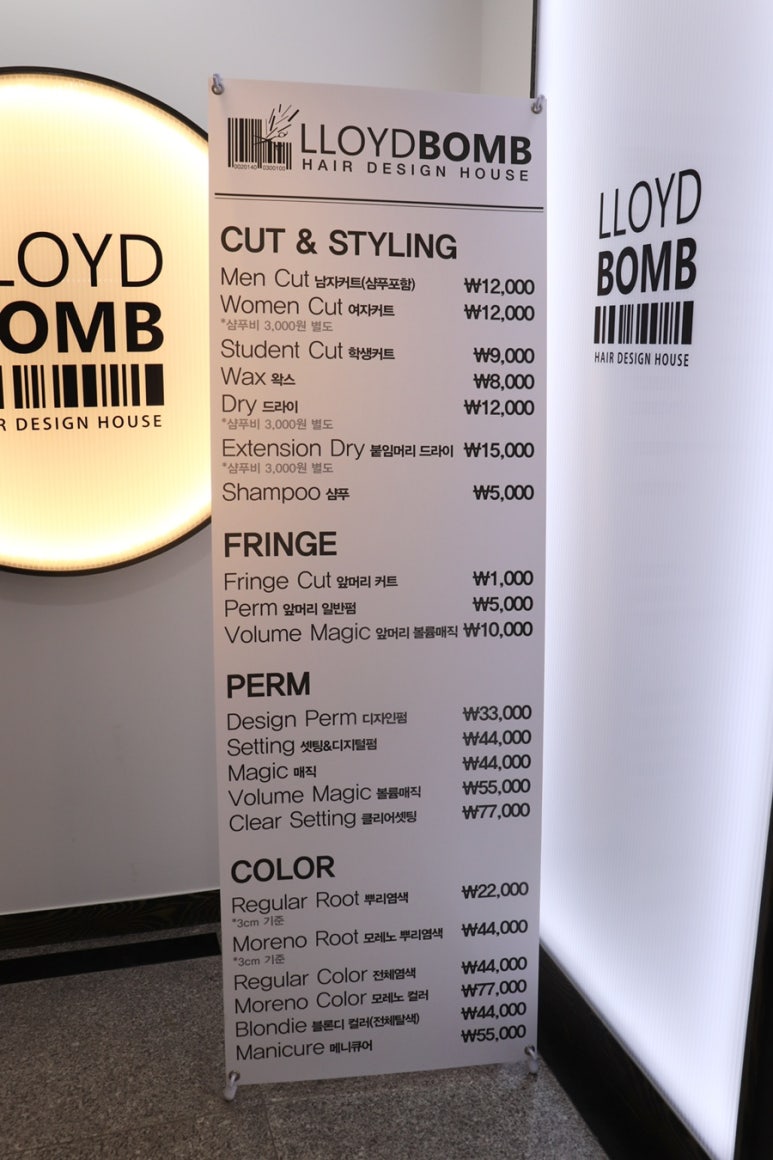 LLOYDBOMB
HAIR DESIGN HOUSE
0020140 0300100
CUT & STYLING
Men Cut 남자커트(샴푸포함) ₩12,000
Women Cut 여자커트 ₩12,000
*샴푸비 3,000원 별도
Student Cut 학생커트 ₩9,000
Wax 왁스 ₩8,000
Dry 드라이 ₩12,000
*샴푸비 3,000원 별도
Extension Dry 붙임머리 드라이 ₩15,000
*샴푸비 3,000원 별도
Shampoo 샴푸 ₩5,000
FRINGE
Fringe Cut 앞머리 커트 ₩1,000
Perm 앞머리 일반펌 ₩5,000
Volume Magic 앞머리 볼륨매직 ₩10,000
PERM
Design Perm 디자인펌 ₩33,000
Setting 셋팅&디지털펌 ₩44,000
Magic 매직 ₩44,000
Volume Magic 볼륨매직 ₩55,000
Clear Setting 클리어셋팅 ₩77,000
COLOR
Regular Root 뿌리염색 ₩22,000
*3cm 기준
Moreno Root 모레노 뿌리염색 ₩44,000
*3cm 기준
Regular Color 전체염색 ₩44,000
Moreno Color 모레노 컬러 ₩77,000
Blondie 블론디 컬러(전체탈색) ₩44,000
Manicure 메니큐어 ₩55,000
LOYD
OMB
R DESIGN HOUSE
LLOYD
BOMB
HAIR DESIGN HOUSE